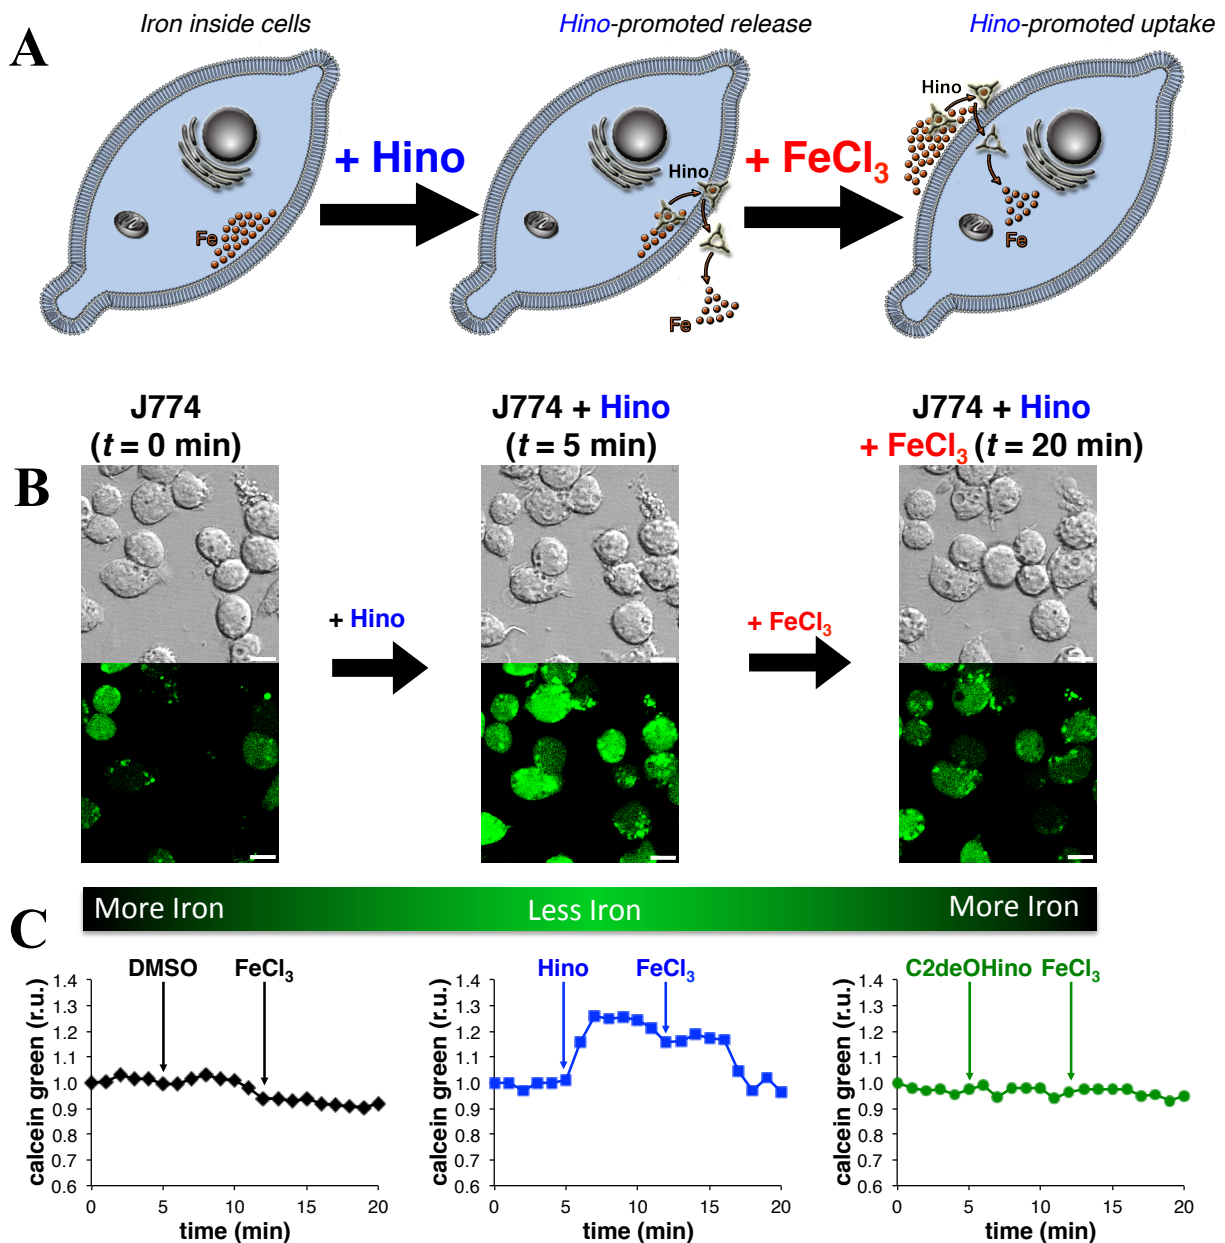 A
Iron inside cells
Hino-promoted release
Hino-promoted uptake
+ Hino
+ FeCl3
Fe
Hino
Fe
Hino
Fe
B
J774
(t = 0 min)
J774 + Hino
(t = 5 min)
J774 + Hino
+ FeCl3 (t = 20 min)
+ Hino
+ FeCl3
More Iron
Less Iron
More Iron
C
DMSO
FeCl3
calcein green (r.u.)
1.4
1.3
1.2
1.1
1.0
0.9
0.8
0.7
0.6
0
5
10
15
20
time (min)
Hino
FeCl3
calcein green (r.u.)
1.4
1.3
1.2
1.1
1.0
0.9
0.8
0.7
0.6
0
5
10
15
20
time (min)
C2deOHino
FeCl3
calcein green (r.u.)
1.4
1.3
1.2
1.1
1.0
0.9
0.8
0.7
0.6
0
5
10
15
20
time (min)